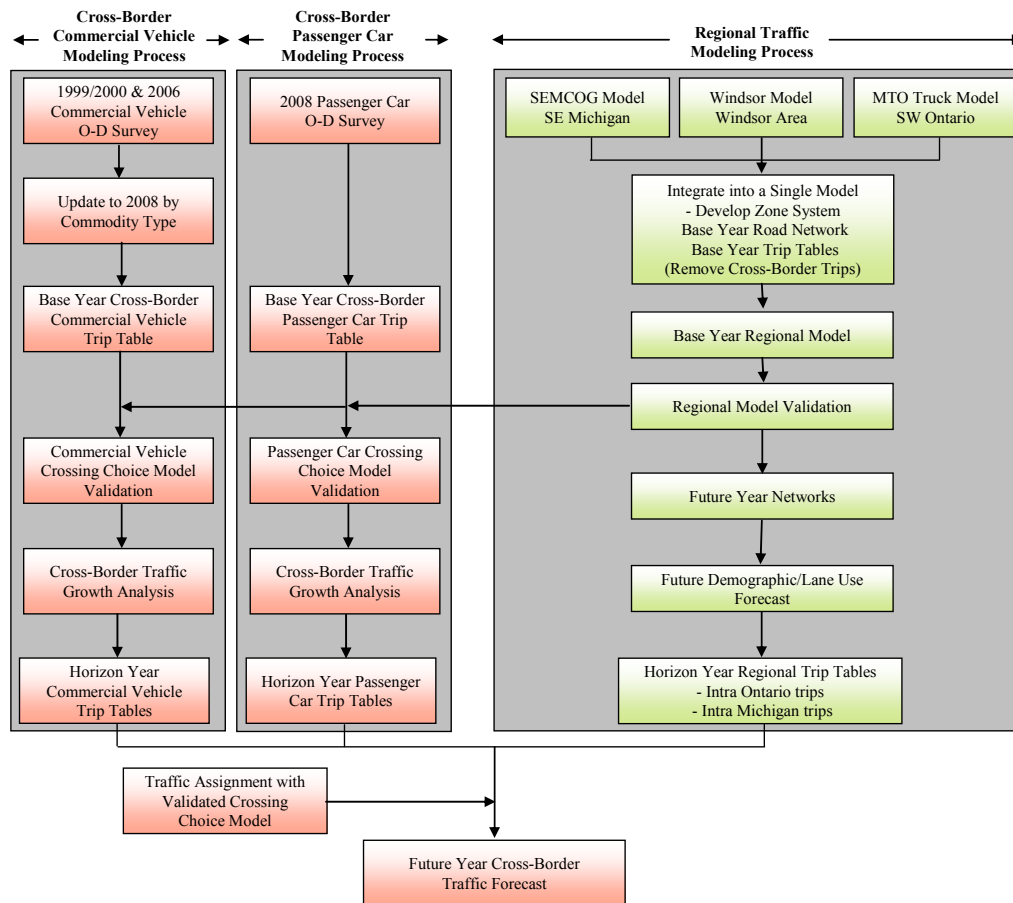 Cross-Border
Commercial Vehicle
Modeling Process
Cross-Border
Passenger Car
Modeling Process
Regional Traffic
Modeling Process
1999/2000 & 2006
Commercial Vehicle
O-D Survey
Update to 2008 by
Commodity Type
Base Year Cross-Border
Commercial Vehicle
Trip Table
Commercial Vehicle
Crossing Choice Model
Validation
Cross-Border Traffic
Growth Analysis
Horizon Year
Commercial Vehicle
Trip Tables
2008 Passenger Car
O-D Survey
Base Year Cross-Border
Passenger Car Trip
Table
Passenger Car Crossing
Choice Model
Validation
Cross-Border Traffic
Growth Analysis
Horizon Year Passenger
Car Trip Tables
SEMCOG Model
SE Michigan
Windsor Model
Windsor Area
MTO Truck Model
SW Ontario
Integrate into a Single Model
- Develop Zone System
Base Year Road Network
Base Year Trip Tables
(Remove Cross-Border Trips)
Base Year Regional Model
Regional Model Validation
Future Year Networks
Future Demographic/Lane Use
Forecast
Horizon Year Regional Trip Tables
- Intra Ontario trips
- Intra Michigan trips
Traffic Assignment with
Validated Crossing
Choice Model
Future Year Cross-Border
Traffic Forecast